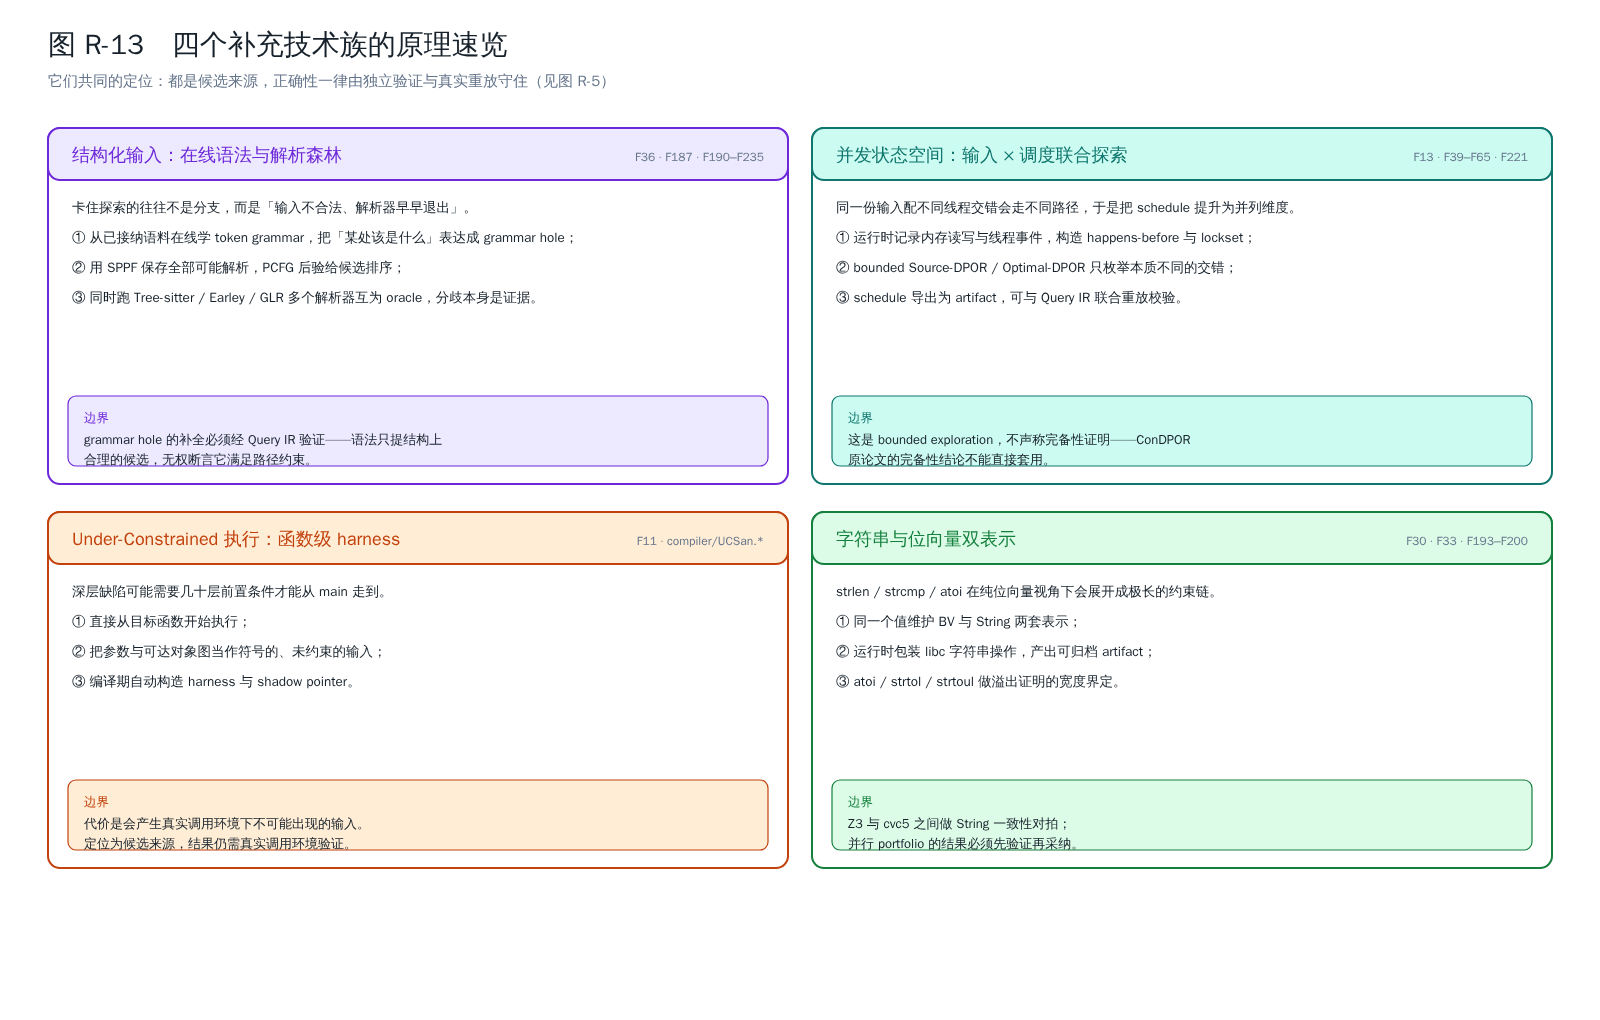 图 R-13　四个补充技术族的原理速览
它们共同的定位：都是候选来源，正确性一律由独立验证与真实重放守住（见图 R-5）
结构化输入：在线语法与解析森林
F36 · F187 · F190–F235
卡住探索的往往不是分支，而是「输入不合法、解析器早早退出」。
① 从已接纳语料在线学 token grammar，把「某处该是什么」表达成 grammar hole；
② 用 SPPF 保存全部可能解析，PCFG 后验给候选排序；
③ 同时跑 Tree-sitter / Earley / GLR 多个解析器互为 oracle，分歧本身是证据。
边界
grammar hole 的补全必须经 Query IR 验证——语法只提结构上
合理的候选，无权断言它满足路径约束。
并发状态空间：输入 × 调度联合探索
F13 · F39–F65 · F221
同一份输入配不同线程交错会走不同路径，于是把 schedule 提升为并列维度。
① 运行时记录内存读写与线程事件，构造 happens-before 与 lockset；
② bounded Source-DPOR / Optimal-DPOR 只枚举本质不同的交错；
③ schedule 导出为 artifact，可与 Query IR 联合重放校验。
边界
这是 bounded exploration，不声称完备性证明——ConDPOR
原论文的完备性结论不能直接套用。
Under-Constrained 执行：函数级 harness
F11 · compiler/UCSan.*
深层缺陷可能需要几十层前置条件才能从 main 走到。
① 直接从目标函数开始执行；
② 把参数与可达对象图当作符号的、未约束的输入；
③ 编译期自动构造 harness 与 shadow pointer。
边界
代价是会产生真实调用环境下不可能出现的输入。
定位为候选来源，结果仍需真实调用环境验证。
字符串与位向量双表示
F30 · F33 · F193–F200
strlen / strcmp / atoi 在纯位向量视角下会展开成极长的约束链。
① 同一个值维护 BV 与 String 两套表示；
② 运行时包装 libc 字符串操作，产出可归档 artifact；
③ atoi / strtol / strtoul 做溢出证明的宽度界定。
边界
Z3 与 cvc5 之间做 String 一致性对拍；
并行 portfolio 的结果必须先验证再采纳。